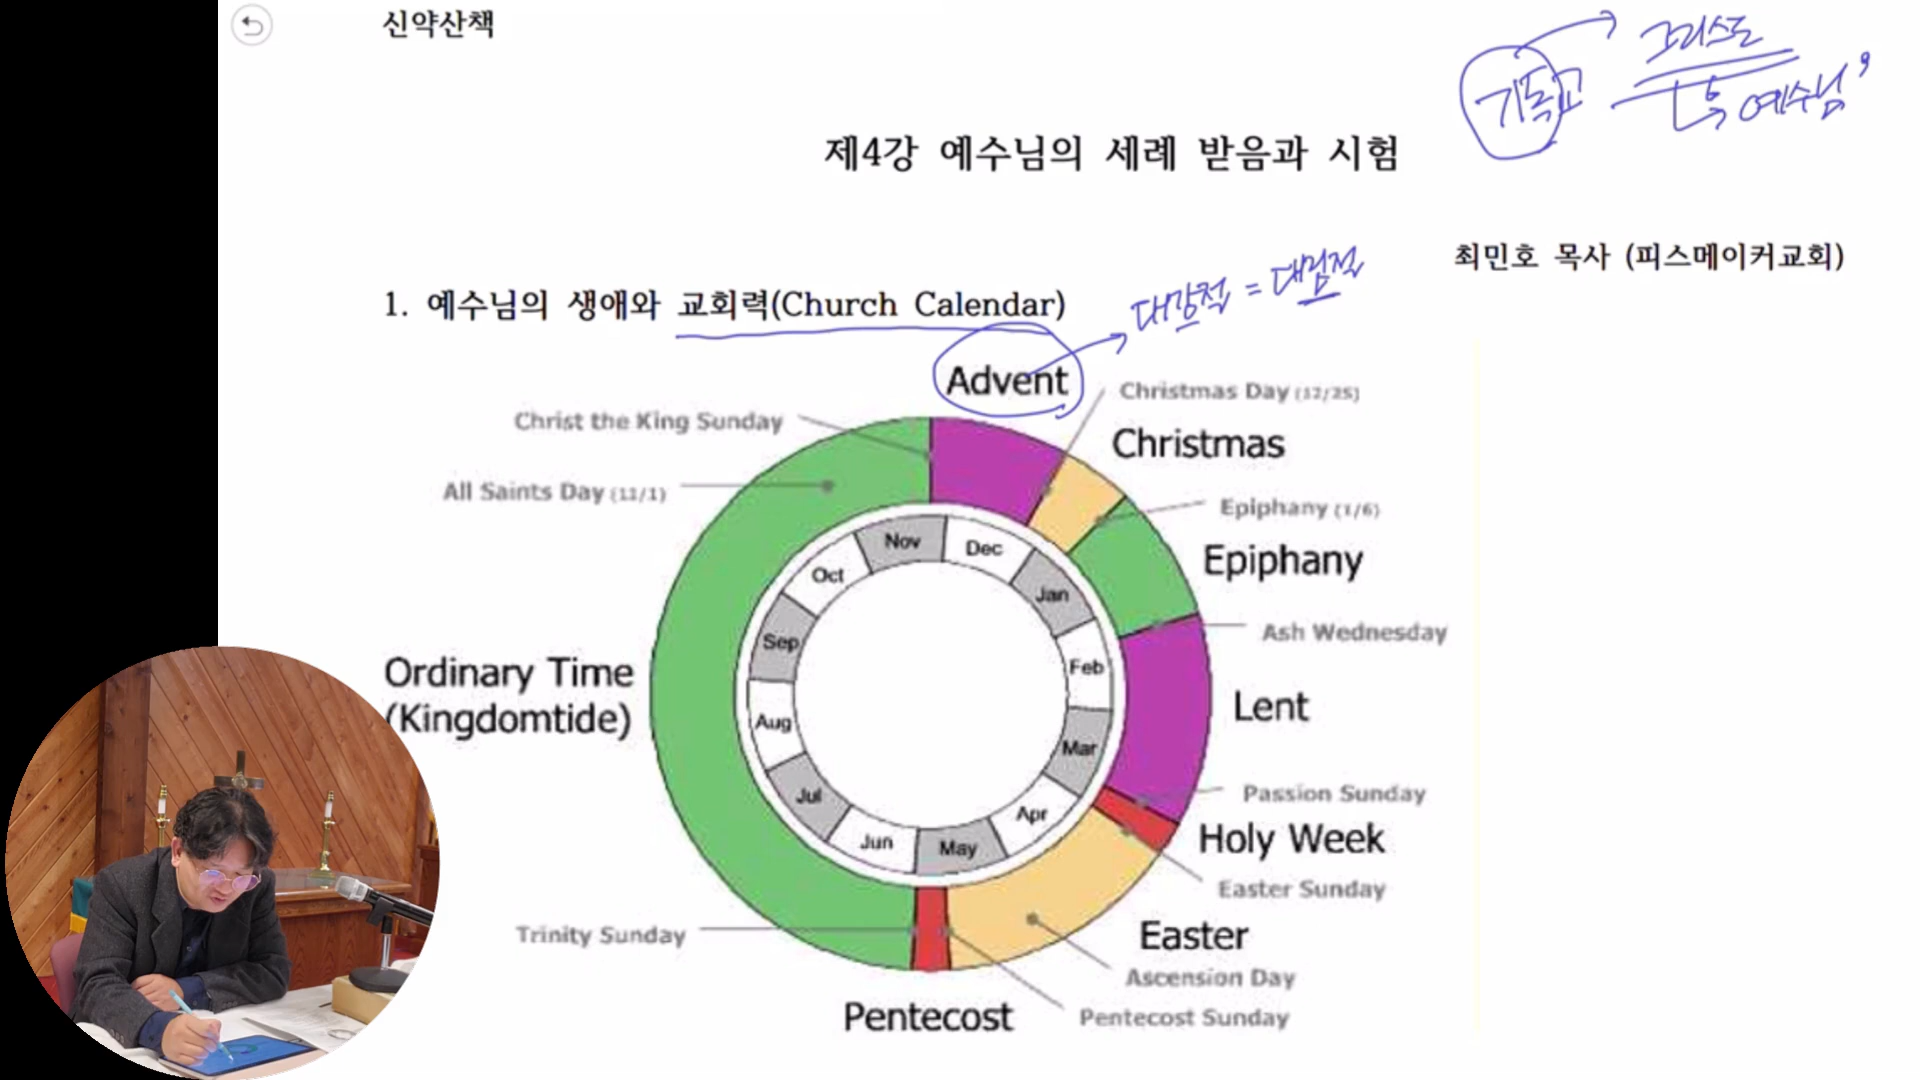 신약산책
기독교 그리스도
예수님
제4강 예수님의 세례 받음과 시험
최민호 목사 (피스메이커교회)
대강절 = 대림절
1. 예수님의 생애와 교회력(Church Calendar)
Advent
Christmas Day (12/25)
Christ the King Sunday
Christmas
All Saints Day (11/1)
Epiphany (1/6)
Nov
Dec
Epiphany
Oct
Jan
Ash Wednesday
Sep
Feb
Ordinary Time
(Kingdomtide)
Lent
Aug
Mar
Jul
Apr
Passion Sunday
Jun
May
Holy Week
Easter Sunday
Trinity Sunday
Easter
Ascension Day
Pentecost
Pentecost Sunday